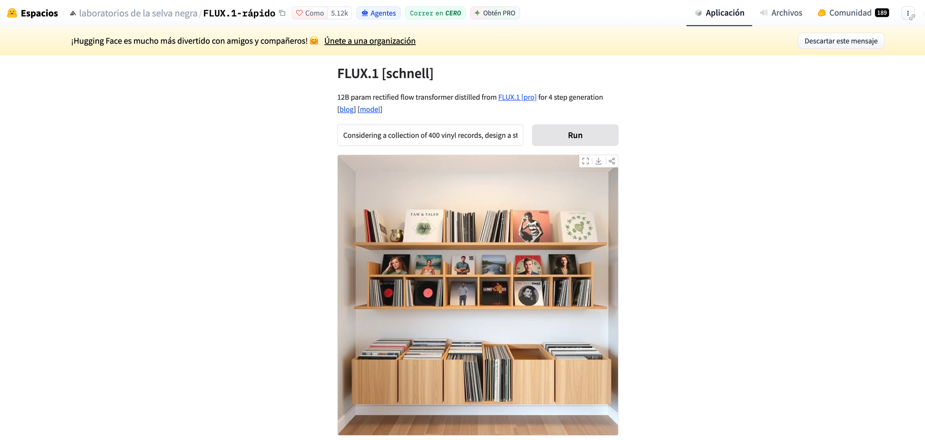 Espacios
laboratorios de la selva negra / FLUX.1-rápido
Como 5.12k
Agentes
Correr en CERO
Obtén PRO
Aplicación
Archivos
Comunidad 189
¡Hugging Face es mucho más divertido con amigos y compañeros! Únete a una organización
Descartar este mensaje
FLUX.1 [schnell]
12B param rectified flow transformer distilled from FLUX.1 [pro] for 4 step generation
[blog] [model]
Considering a collection of 400 vinyl records, design a st
Run